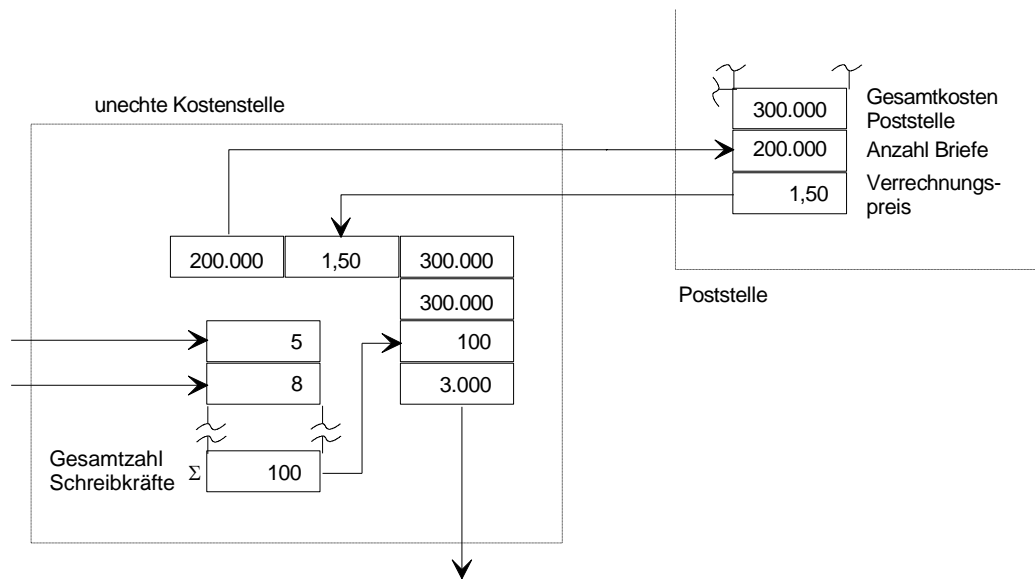 unechte Kostenstelle
300.000
Gesamtkosten
Poststelle
200.000
Anzahl Briefe
1,50
Verrechnungs-
preis
200.000
1,50
300.000
300.000
Poststelle
5
100
8
3.000
Gesamtzahl
Schreibkräfte
Σ
100